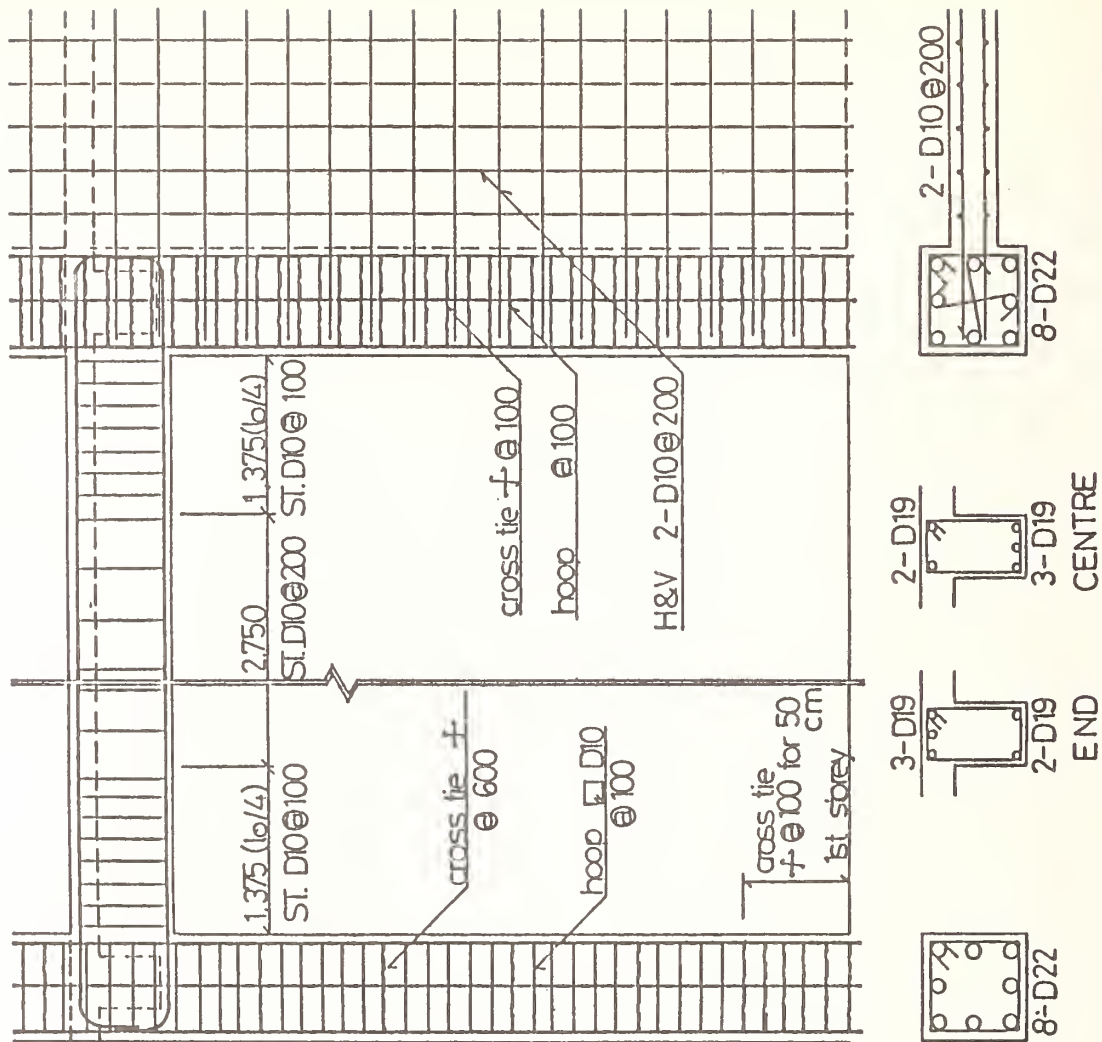 1.375 (lo/4)
ST. D10@100
2.750
ST. D10@200
1.375 (lo/4)
ST. D10@ 100
cross tie
@ 600
hoop D10
@ 100
cross tie
@ 100 for 50
cm
1st storey
cross tie @ 100
hoop @ 100
H&V 2-D10@200
8-D22
3-D19
2-D19
END
2-D19
3-D19
CENTRE
2-D10@200
8-D22